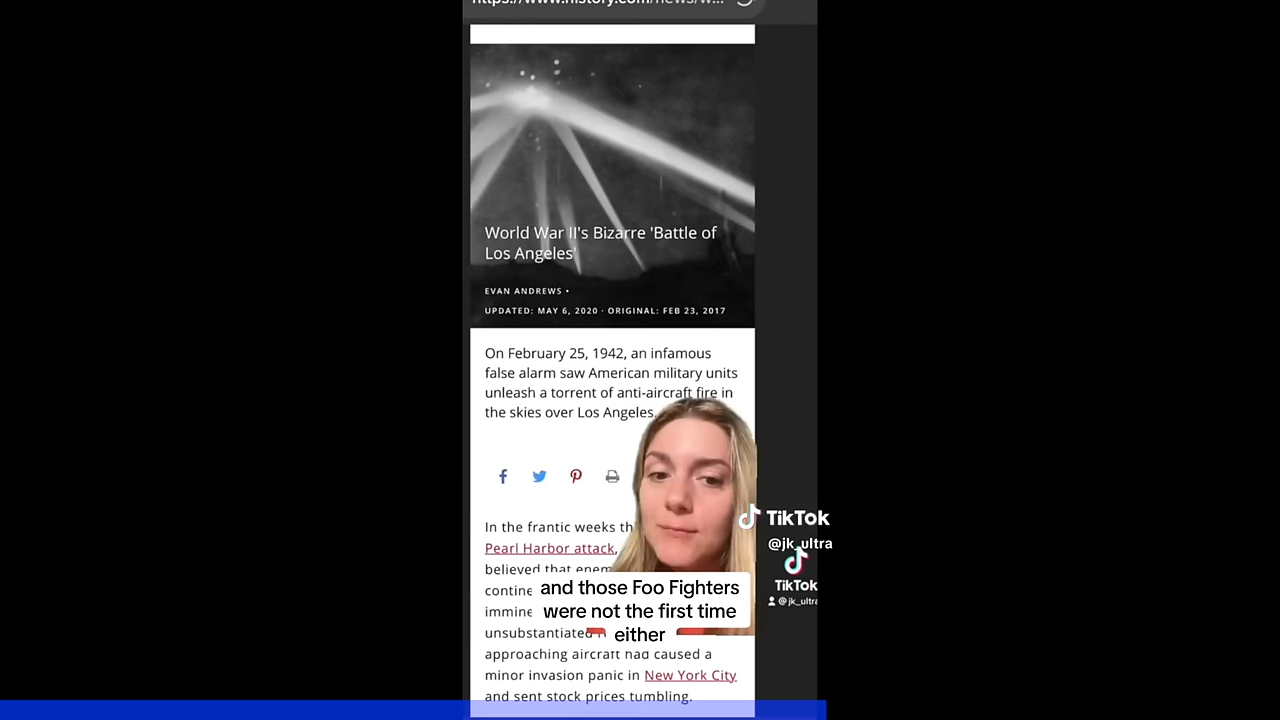 https://www.history.com/news/w...
World War II's Bizarre 'Battle of
Los Angeles'
EVAN ANDREWS •
UPDATED: MAY 6, 2020 · ORIGINAL: FEB 23, 2017
On February 25, 1942, an infamous
false alarm saw American military units
unleash a torrent of anti-aircraft fire in
the skies over Los Angeles.
In the frantic weeks th
Pearl Harbor attack,
believed that enem
contine
immine
unsubstantiated
approaching aircraft had caused a
minor invasion panic in New York City
and sent stock prices tumbling.
and those Foo Fighters
were not the first time
either
TikTok
@jk_ultra
TikTok
@jk_ultra